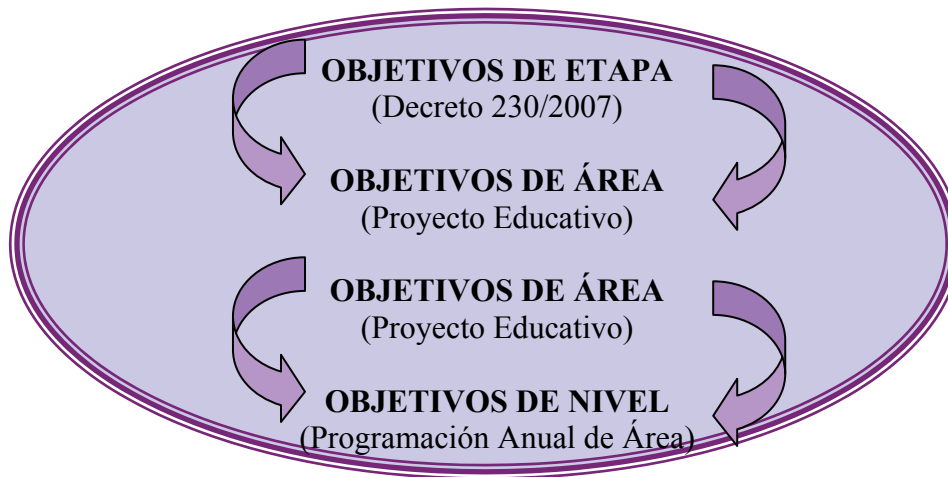 OBJETIVOS DE ETAPA
(Decreto 230/2007)
OBJETIVOS DE ÁREA
(Proyecto Educativo)
OBJETIVOS DE ÁREA
(Proyecto Educativo)
OBJETIVOS DE NIVEL
(Programación Anual de Área)